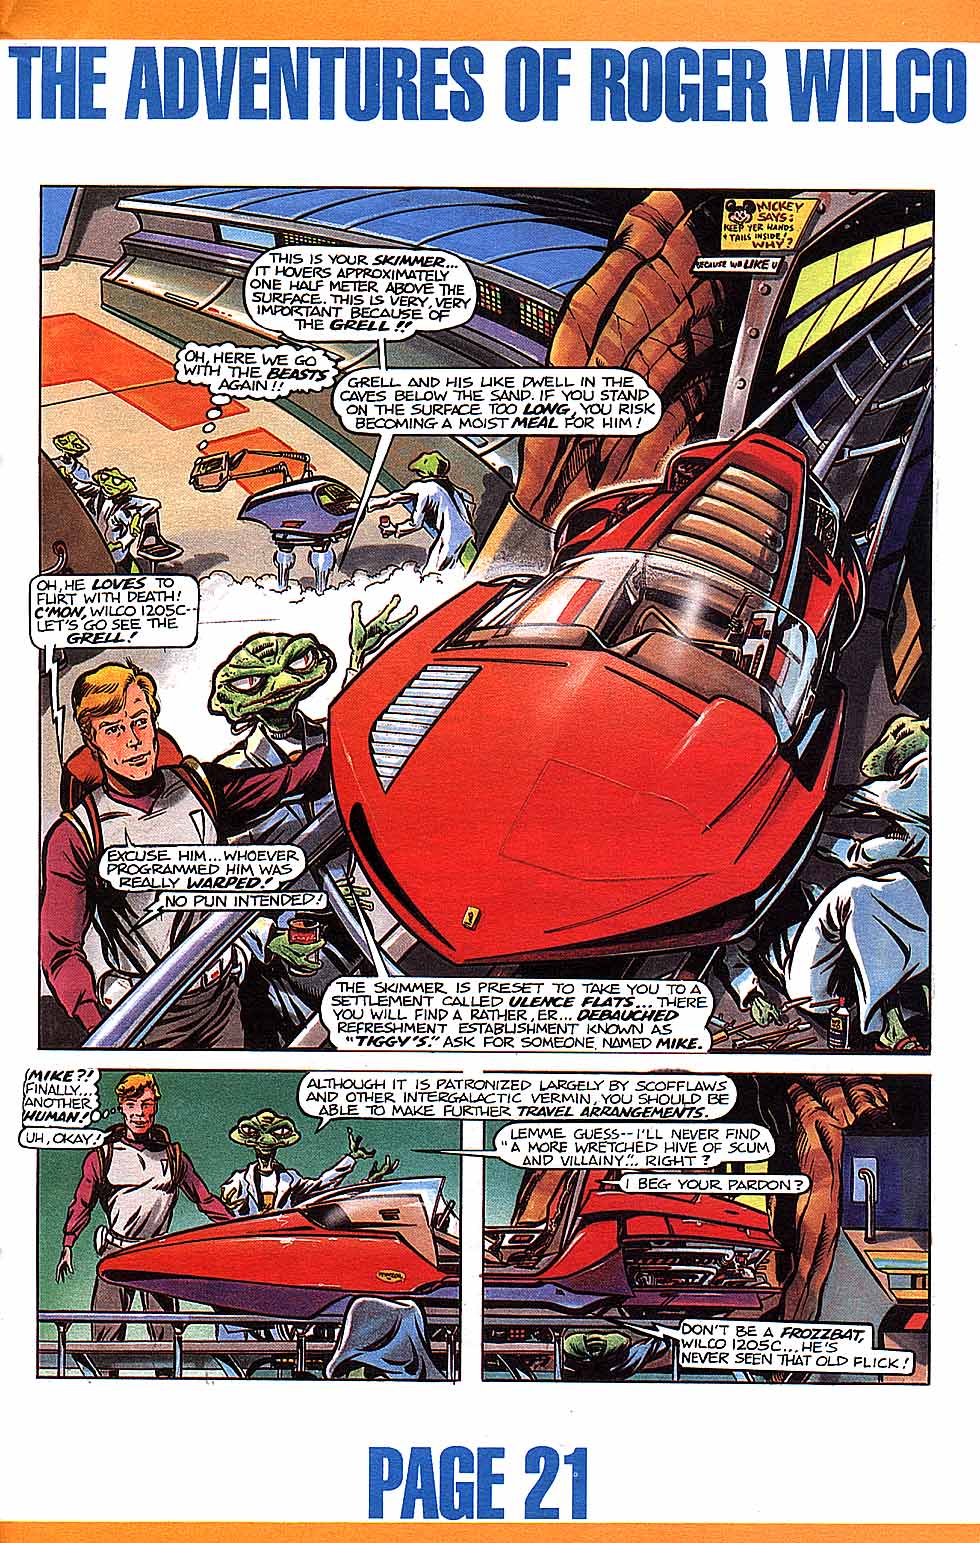 THE ADVENTURES OF ROGER WILCO
MICKEY
SAYS:
KEEP YER HANDS
& TAILS INSIDE!
WHY?
BECAUSE WE LIKE U
THIS IS YOUR SKIMMER...
IT HOVERS APPROXIMATELY
ONE HALF METER ABOVE THE
SURFACE. THIS IS VERY, VERY
IMPORTANT BECAUSE OF
THE GRELL!!
OH, HERE WE GO
WITH THE BEASTS
AGAIN!!
GRELL AND HIS LIKE DWELL IN THE
CAVES BELOW THE SAND. IF YOU STAND
ON THE SURFACE TOO LONG, YOU RISK
BECOMING A MOIST MEAL FOR HIM!
OH, HE LOVES TO
FLIRT WITH DEATH!
C'MON, WILCO 1205C--
LET'S GO SEE THE
GRELL!
EXCUSE HIM... WHOEVER
PROGRAMMED HIM WAS
REALLY WARPED!
NO PUN INTENDED!
THE SKIMMER IS PRESET TO TAKE YOU TO A
SETTLEMENT CALLED ULENCE FLATS... THERE
YOU WILL FIND A RATHER, ER... DEBAUCHED
REFRESHMENT ESTABLISHMENT KNOWN AS
"TIGGY'S." ASK FOR SOMEONE NAMED MIKE.
MIKE?!
FINALLY...
ANOTHER
HUMAN!
UH, OKAY!
ALTHOUGH IT IS PATRONIZED LARGELY BY SCOFFLAWS
AND OTHER INTERGALACTIC VERMIN, YOU SHOULD BE
ABLE TO MAKE FURTHER TRAVEL ARRANGEMENTS.
LEMME GUESS-- I'LL NEVER FIND
"A MORE WRETCHED HIVE OF SCUM
AND VILLAINY"... RIGHT?
I BEG YOUR PARDON?
DON'T BE A FROZZBAT,
WILCO 1205C... HE'S
NEVER SEEN THAT OLD FLICK!
PAGE 21